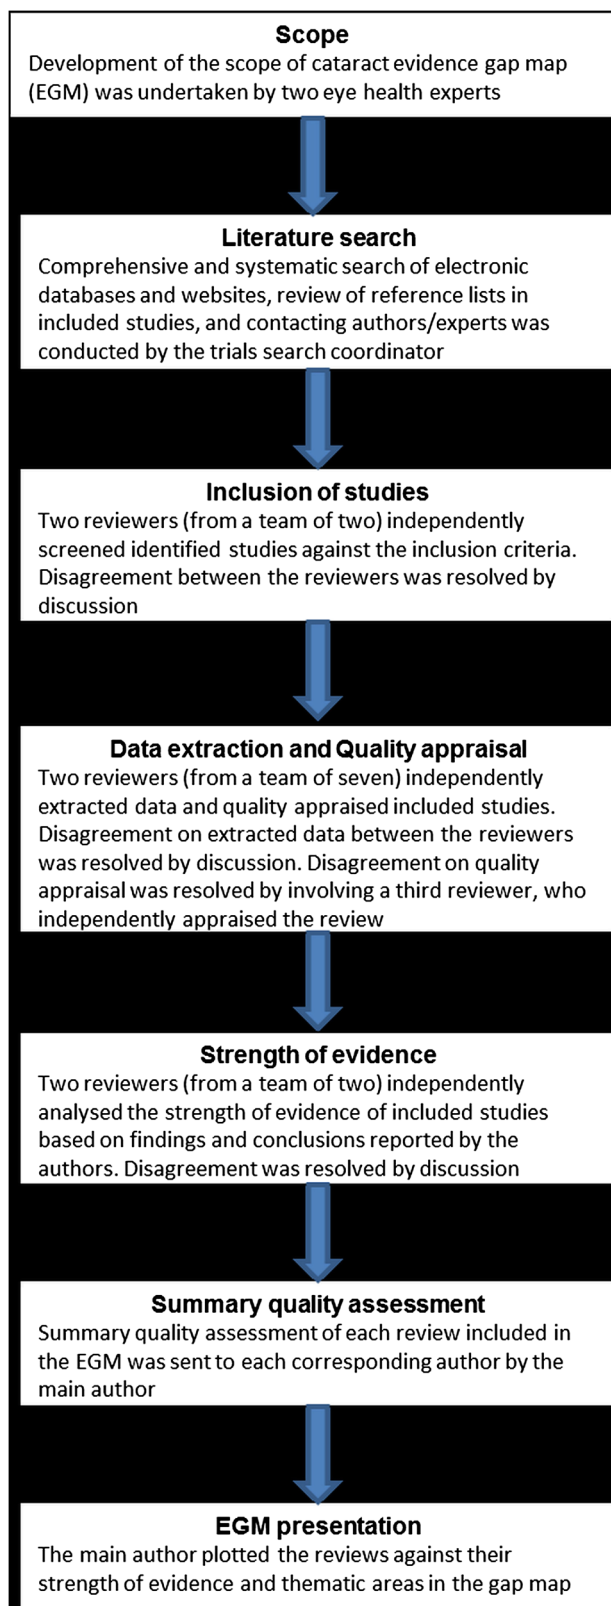 Scope
Development of the scope of cataract evidence gap map
(EGM) was undertaken by two eye health experts
Literature search
Comprehensive and systematic search of electronic
databases and websites, review of reference lists in
included studies, and contacting authors/experts was
conducted by the trials search coordinator
Inclusion of studies
Two reviewers (from a team of two) independently
screened identified studies against the inclusion criteria.
Disagreement between the reviewers was resolved by
discussion
Data extraction and Quality appraisal
Two reviewers (from a team of seven) independently
extracted data and quality appraised included studies.
Disagreement on extracted data between the reviewers
was resolved by discussion. Disagreement on quality
appraisal was resolved by involving a third reviewer, who
independently appraised the review
Strength of evidence
Two reviewers (from a team of two) independently
analysed the strength of evidence of included studies
based on findings and conclusions reported by the
authors. Disagreement was resolved by discussion
Summary quality assessment
Summary quality assessment of each review included in
the EGM was sent to each corresponding author by the
main author
EGM presentation
The main author plotted the reviews against their
strength of evidence and thematic areas in the gap map